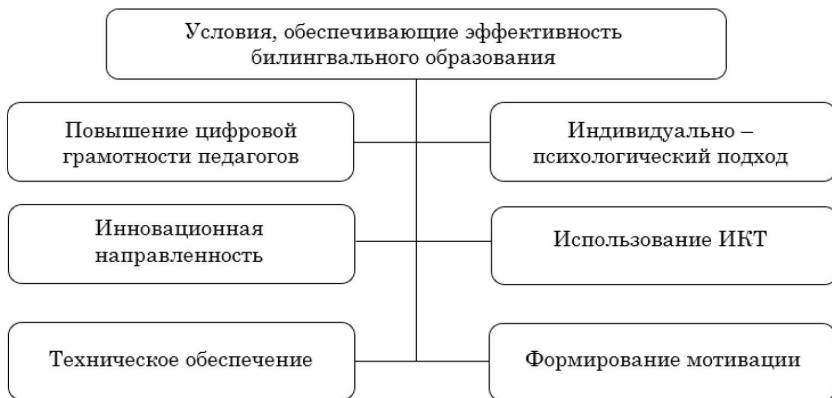 Условия, обеспечивающие эффективность
билингвального образования
Повышение цифровой
грамотности педагогов
Индивидуально –
психологический подход
Инновационная
направленность
Использование ИКТ
Техническое обеспечение
Формирование мотивации